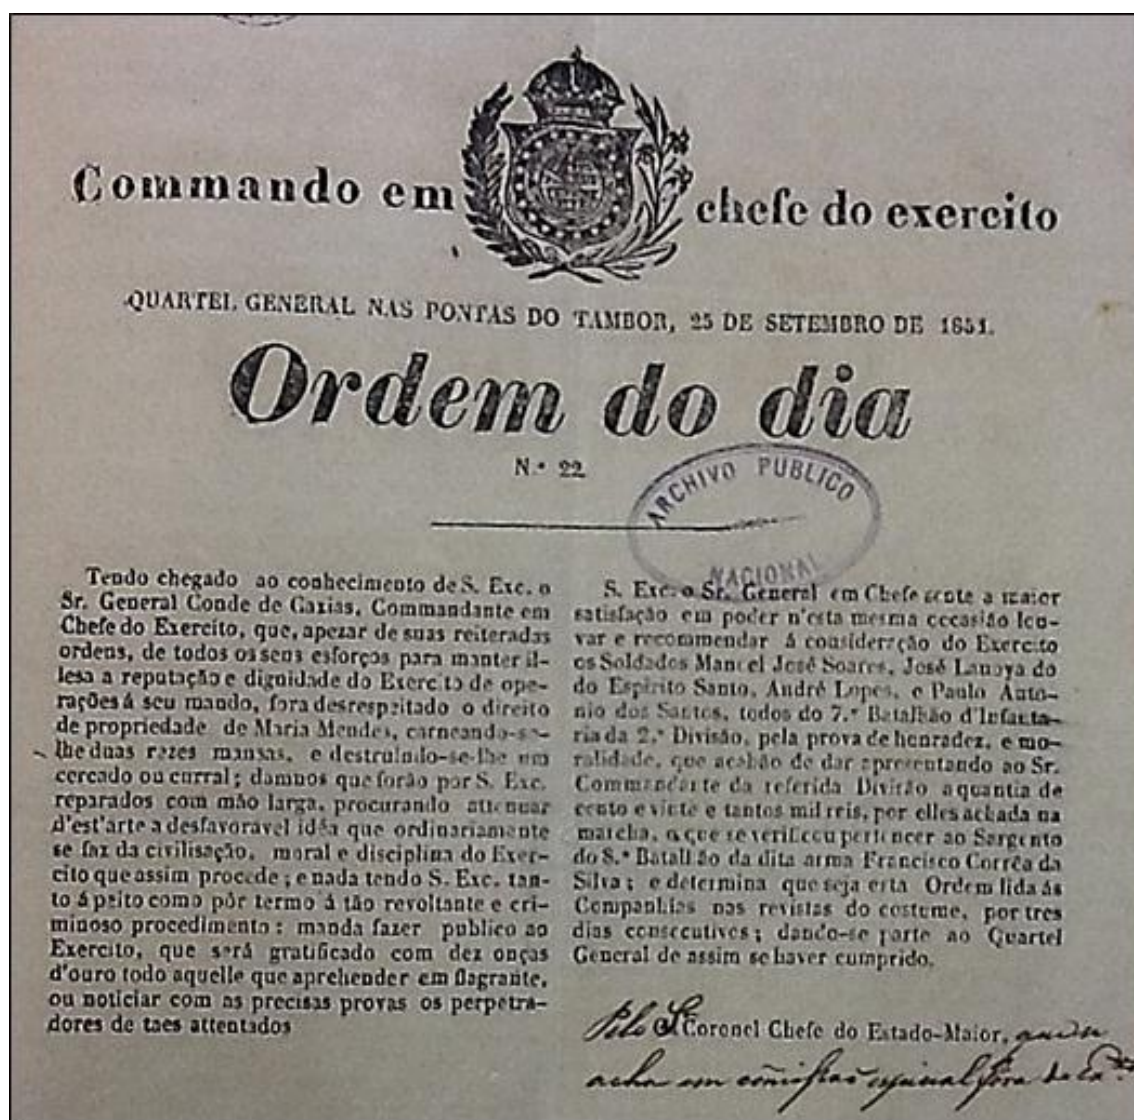 Commando em chefe do exercito
QUARTEL GENERAL NAS PONTAS DO TAMBOR, 25 DE SETEMBRO DE 1851.
Ordem do dia
N.º 22
ARCHIVO PUBLICO
NACIONAL
Tendo chegado ao conhecimento de S. Exc. o
Sr. General Conde de Caxias, Commandante em
Chefe do Exercito, que, apezar de suas reiteradas
ordens, de todos os seus esforços para manter il-
lesa a reputação e dignidade do Exercito de ope-
rações á seu mando, fora desrespeitado o direito
de propriedade de Maria Mendes, carneando-se-
lhe duas rezes mansas, e destruindo-se-lhe um
cercado ou curral; damnos que forão por S. Exc.
reparados com mão larga, procurando attenuar
d'est'arte a desfavoravel idéa que ordinariamente
se faz da civilisação, moral e disciplina do Exer-
cito que assim procede; e nada tendo S. Exc. tan-
to á peito como pôr termo á tão revoltante e cri-
minoso procedimento: manda fazer publico ao
Exercito, que será gratificado com dez onças
d'ouro todo aquelle que aprehender em flagrante,
ou noticiar com as precisas provas os perpetra-
dores de taes attentados
S. Exc. o Sr. General em Chefe sente a maior
satisfação em poder n'esta mesma occasião lou-
var e recommendar á consideração do Exercito
os Soldados Manoel José Soares, José Lanoya do
do Espirito Santo, André Lopes, e Paulo Anto-
nio dos Santos, todos do 7.º Batalhão d'Infanta-
ria da 2.ª Divisão, pela prova de honradez, e mo-
ralidade, que acabão de dar apresentando ao Sr.
Commandante da referida Divisão a quantia de
cento e vinte e tantos mil reis, por elles achada na
marcha, o que se verificou pertencer ao Sargento
do 8.º Batalhão da dita arma Francisco Corrêa da
Silva; e determina que seja esta Ordem lida ás
Companhias nas revistas do costume, por tres
dias consecutivos; dando-se parte ao Quartel
General de assim se haver cumprido.
Pelo Sr. Coronel Chefe do Estado-Maior, que se
acha em comissão especial fora do